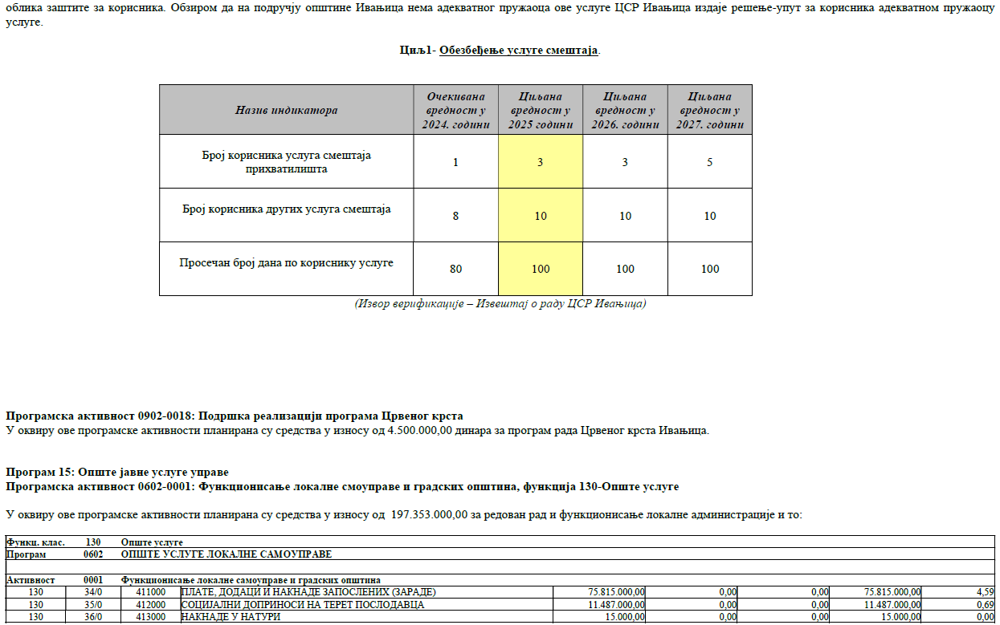 облика заштите за корисника. Обзиром да на подручју општине Ивањица нема адекватног пружаоца ове услуге ЦСР Ивањица издаје решење-упут за корисника адекватном пружаоцу
услуге.
Циљ1- Обезбеђење услуге смештаја.
Назив индикатора
Очекивана вредност у 2024. години
Циљана вредност у 2025 години
Циљана вредност у 2026. години
Циљана вредност у 2027. години
Број корисника услуга смештаја
прихватилишта
1 3 3 5
Број корисника других услуга смештаја
8 10 10 10
Просечан број дана по кориснику услуге
80 100 100 100
(Извор верификације – Извештај о раду ЦСР Ивањица)
Програмска активност 0902-0018: Подршка реализацији програма Црвеног крста
У оквиру ове програмске активности планирана су средства у износу од 4.500.000,00 динара за програм рада Црвеног крста Ивањица.
Програм 15: Опште јавне услуге управе
Програмска активност 0602-0001: Функционисање локалне смоуправе и градских општина, функција 130-Опште услуге
У оквиру ове програмске активности планирана су средства у износу од 197.353.000,00 за редован рад и функционисање локалне администрације и то:
Функц. клас. 130 Опште услуге
Програм 0602 ОПШТЕ УСЛУГЕ ЛОКАЛНЕ САМОУПРАВЕ
Активност 0001 Функционисање локалне самоуправе и градских општина
130 34/0 411000 ПЛАТЕ, ДОДАЦИ И НАКНАДЕ ЗАПОСЛЕНИХ (ЗАРАДЕ) 75.815.000,00 0,00 0,00 75.815.000,00 4,59
130 35/0 412000 СОЦИЈАЛНИ ДОПРИНОСИ НА ТЕРЕТ ПОСЛОДАВЦА 11.487.000,00 0,00 0,00 11.487.000,00 0,69
130 36/0 413000 НАКНАДЕ У НАТУРИ 15.000,00 0,00 0,00 15.000,00 0,00